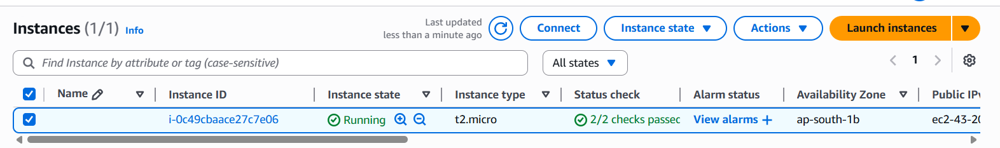 Instances (1/1) Info
Last updated
less than a minute ago
Connect
Instance state
Actions
Launch instances
Find Instance by attribute or tag (case-sensitive)
All states
1
Name Instance ID Instance state Instance type Status check Alarm status Availability Zone Public IPv
i-0c49cbaace27c7e06 Running t2.micro 2/2 checks passec View alarms + ap-south-1b ec2-43-20